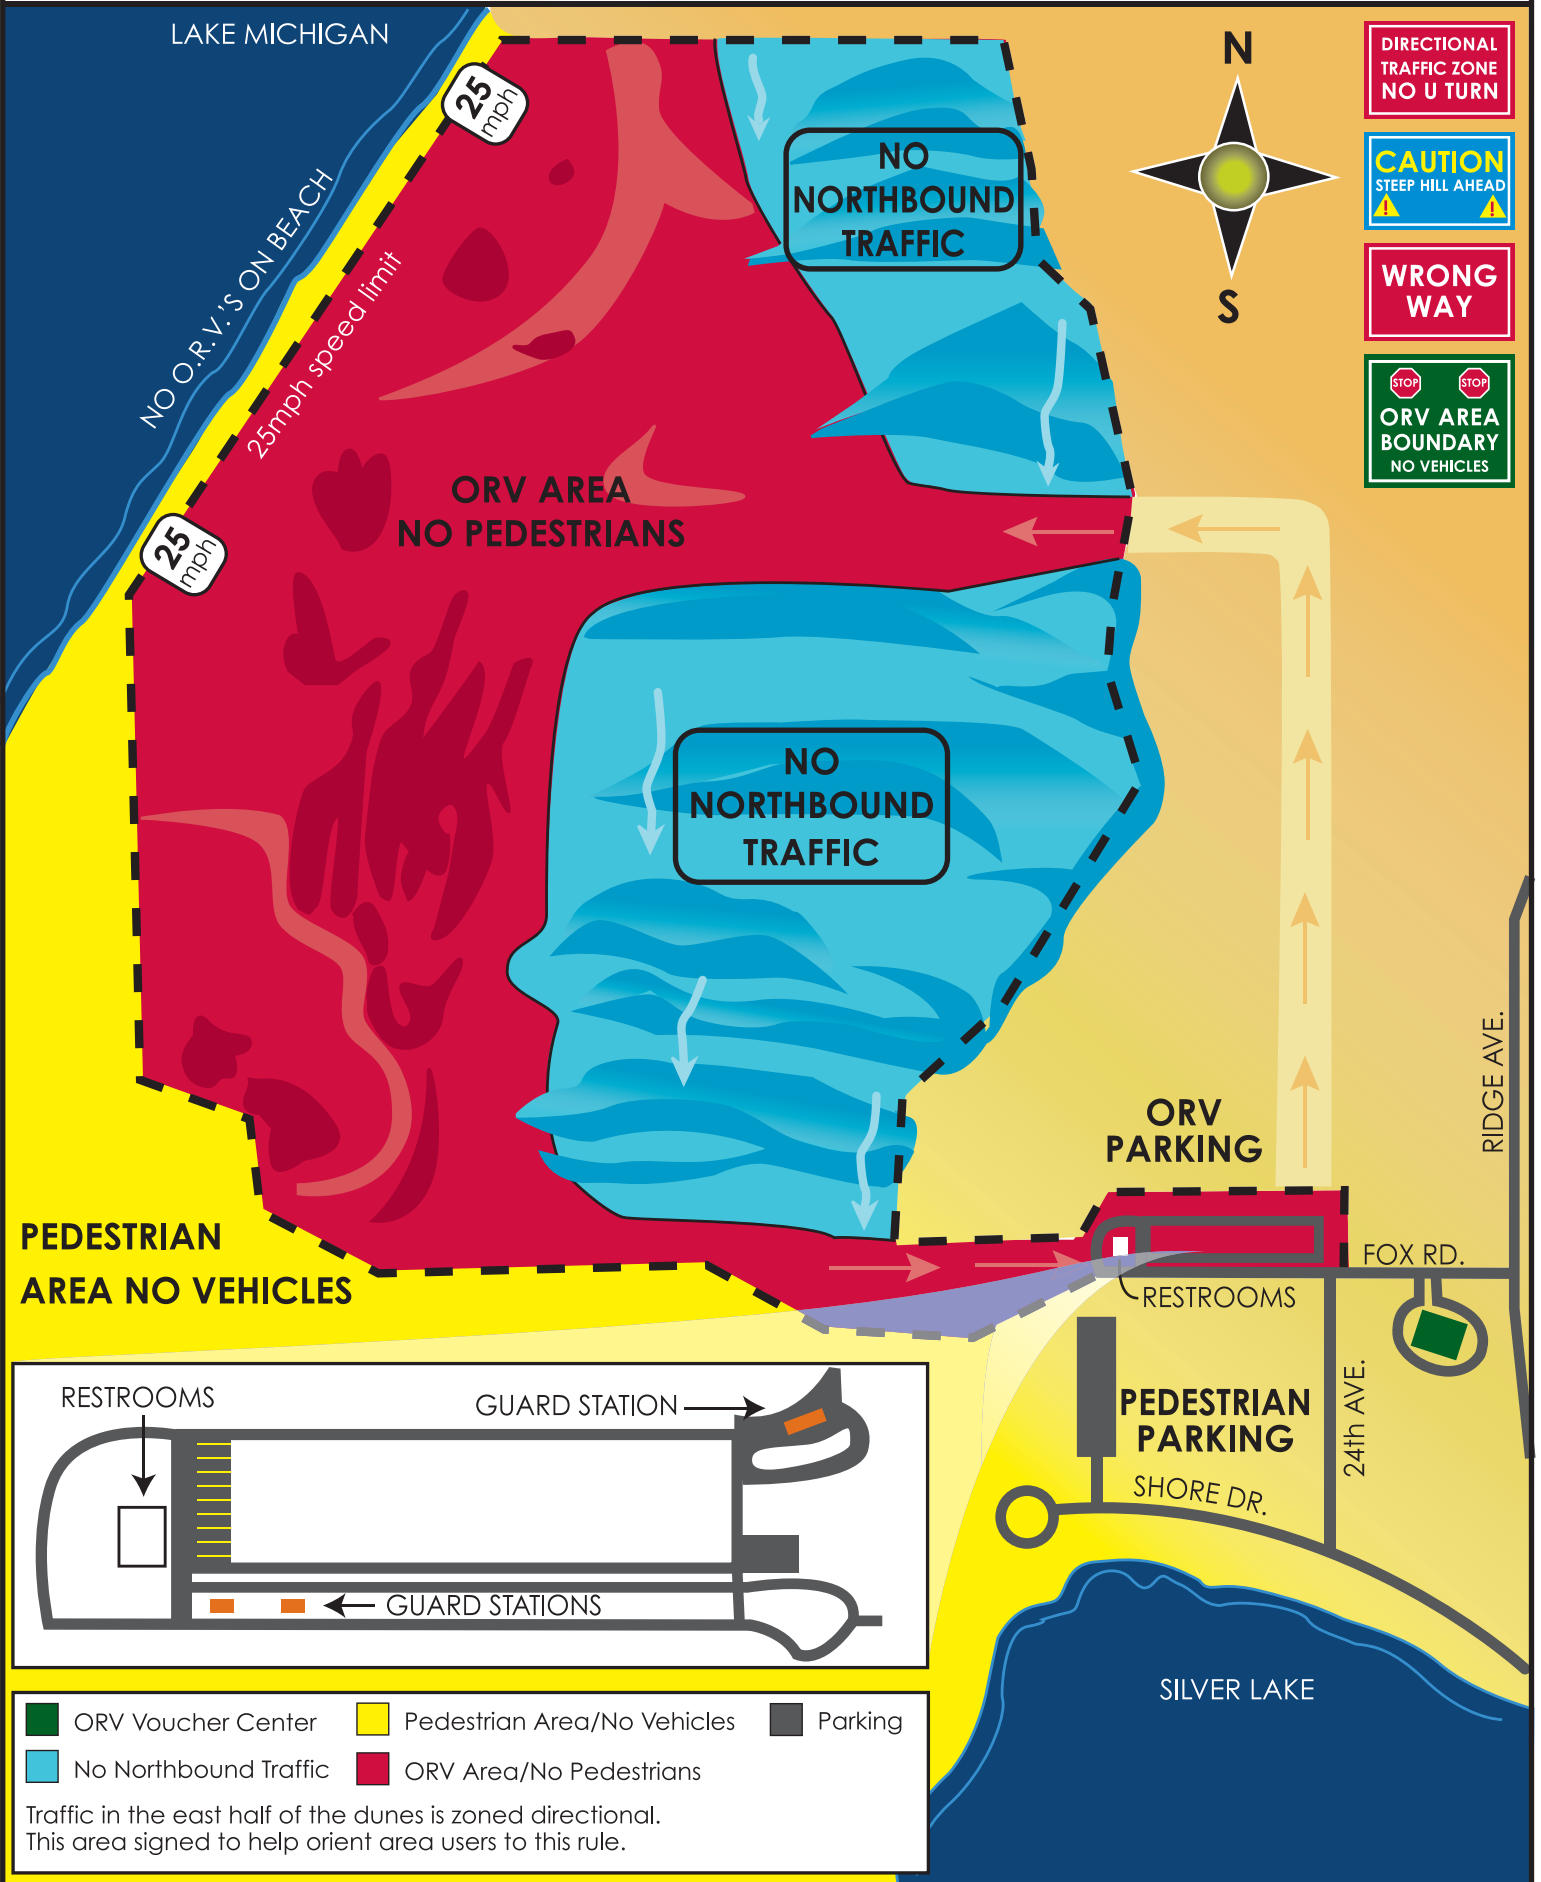 LAKE MICHIGAN
25
mph
NO O.R.V.'S ON BEACH
25mph speed limit
25
mph
NO
NORTHBOUND
TRAFFIC
N
S
DIRECTIONAL
TRAFFIC ZONE
NO U TURN
CAUTION
STEEP HILL AHEAD
! !
WRONG
WAY
STOP STOP
ORV AREA
BOUNDARY
NO VEHICLES
ORV AREA
NO PEDESTRIANS
NO
NORTHBOUND
TRAFFIC
RIDGE AVE.
ORV
PARKING
PEDESTRIAN
AREA NO VEHICLES
FOX RD.
RESTROOMS
PEDESTRIAN
PARKING
24th AVE.
SHORE DR.
SILVER LAKE
RESTROOMS
GUARD STATION
GUARD STATIONS
ORV Voucher Center
Pedestrian Area/No Vehicles
Parking
No Northbound Traffic
ORV Area/No Pedestrians
Traffic in the east half of the dunes is zoned directional.
This area signed to help orient area users to this rule.